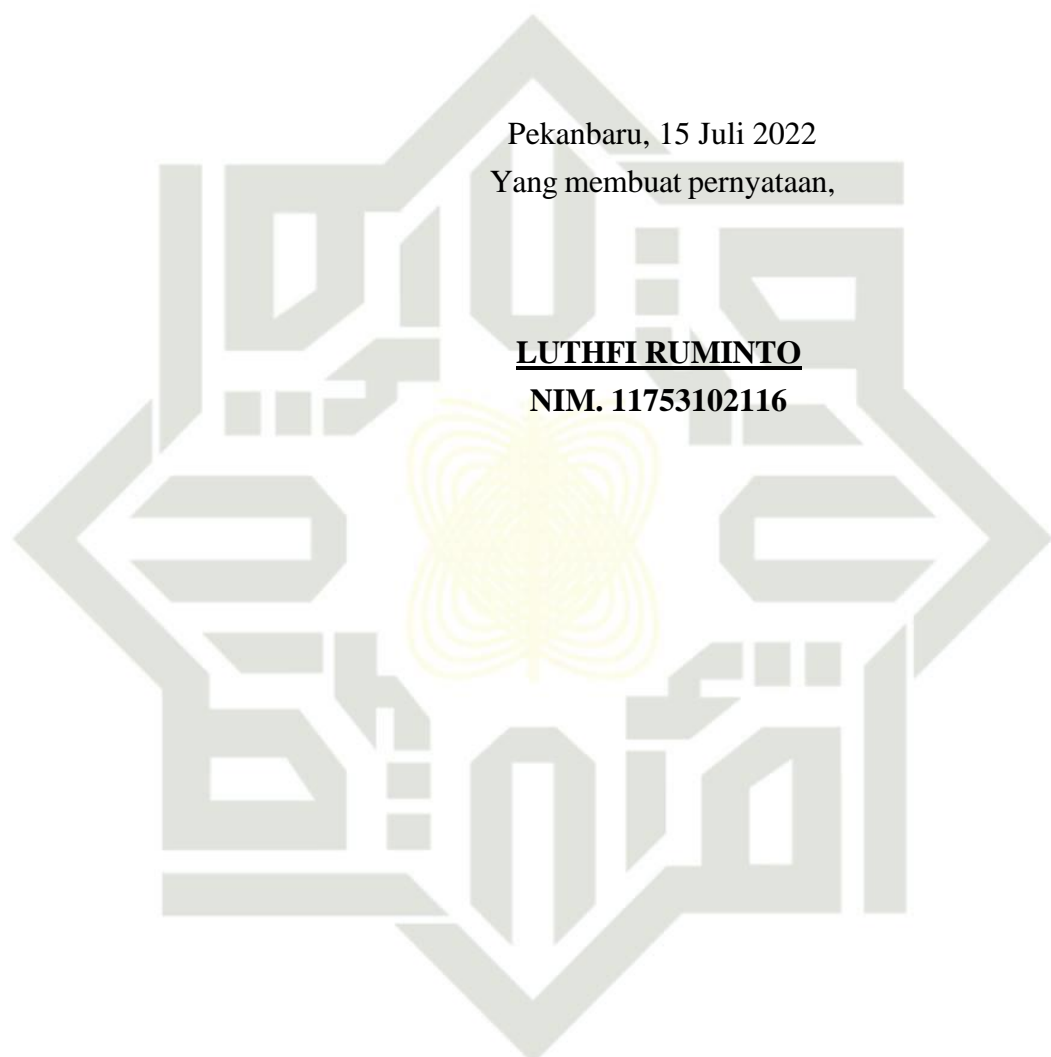 Pekanbaru, 15 Juli 2022
Yang membuat pernyataan,
LUTHFI RUMINTO
NIM. 11753102116